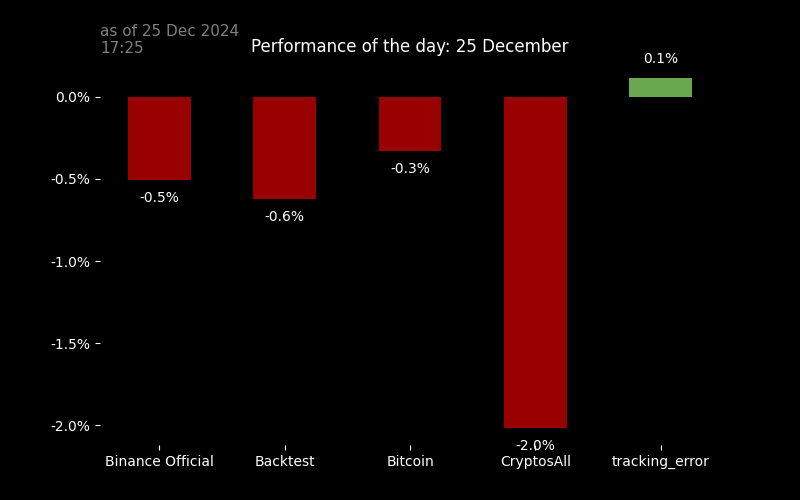 as of 25 Dec 2024
17:25
Performance of the day: 25 December
0.1%
0.0%
-0.5%
-1.0%
-1.5%
-2.0%
-0.5%
-0.6%
-0.3%
-2.0%
Binance Official
Backtest
Bitcoin
CryptosAll
tracking_error